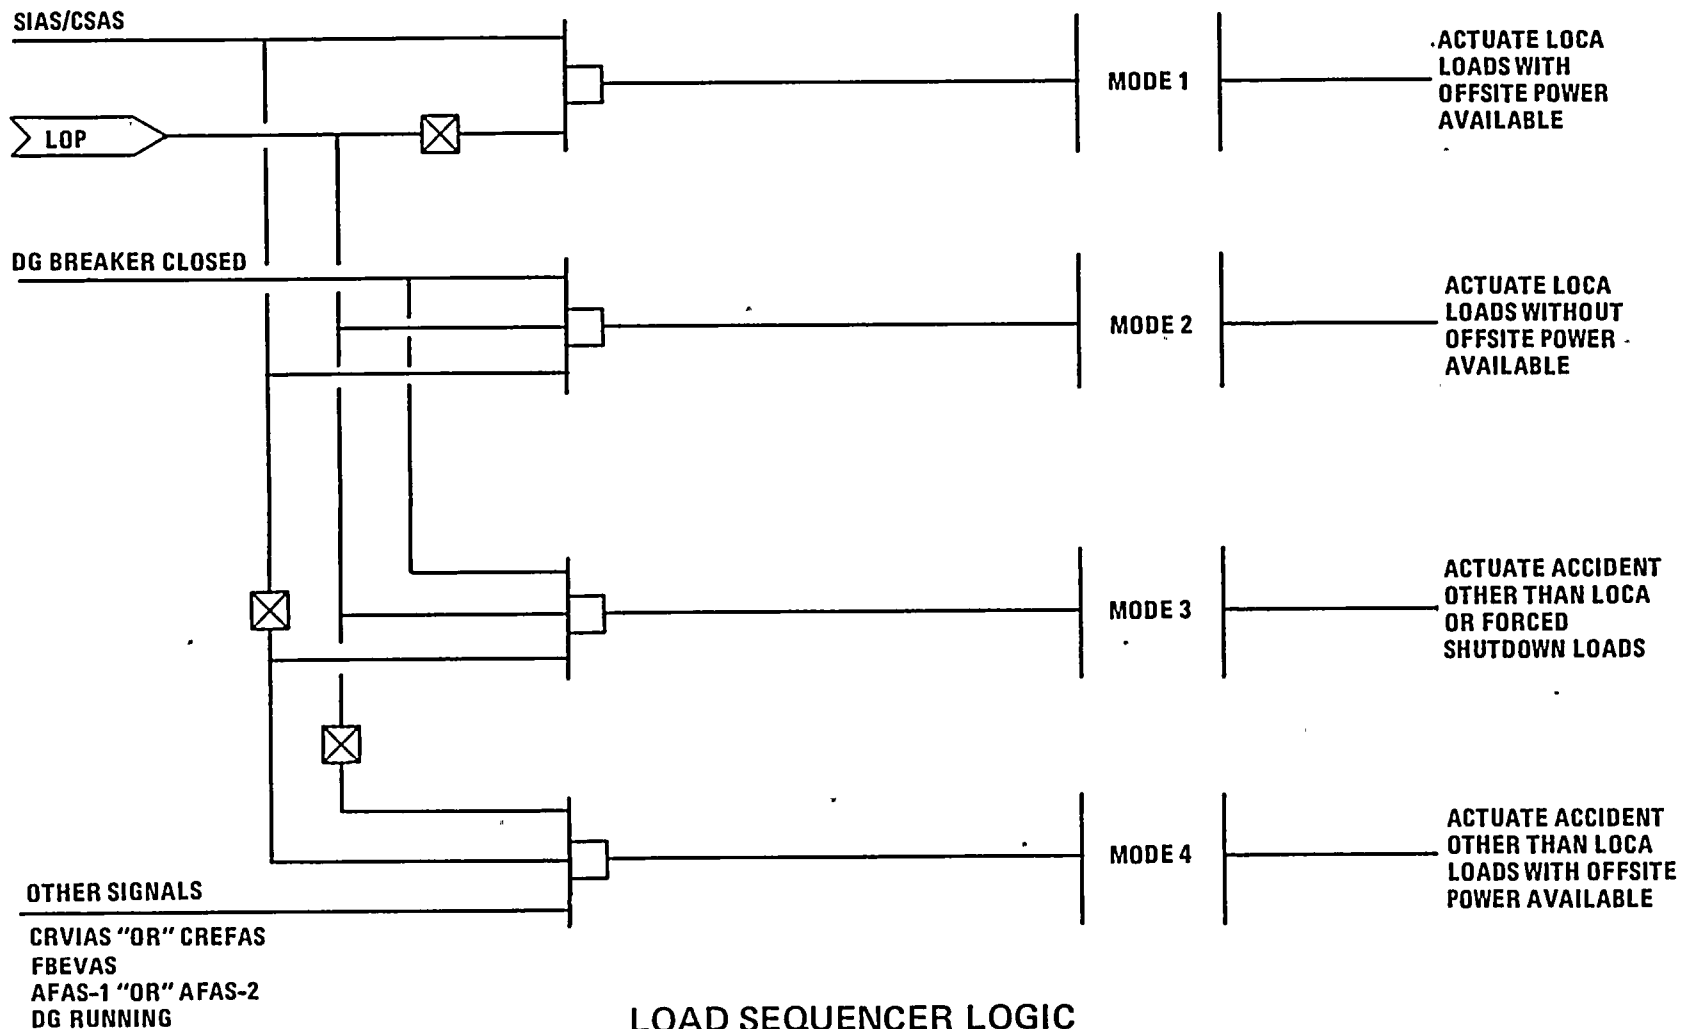 SIAS/CSAS
LOP
MODE 1
ACTUATE LOCA
LOADS WITH
OFFSITE POWER
AVAILABLE
DG BREAKER CLOSED
MODE 2
ACTUATE LOCA
LOADS WITHOUT
OFFSITE POWER
AVAILABLE
MODE 3
ACTUATE ACCIDENT
OTHER THAN LOCA
OR FORCED
SHUTDOWN LOADS
MODE 4
ACTUATE ACCIDENT
OTHER THAN LOCA
LOADS WITH OFFSITE
POWER AVAILABLE
OTHER SIGNALS
CRVIAS "OR" CREFAS
FBEVAS
AFAS-1 "OR" AFAS-2
DG RUNNING
LOAD SEQUENCER LOGIC